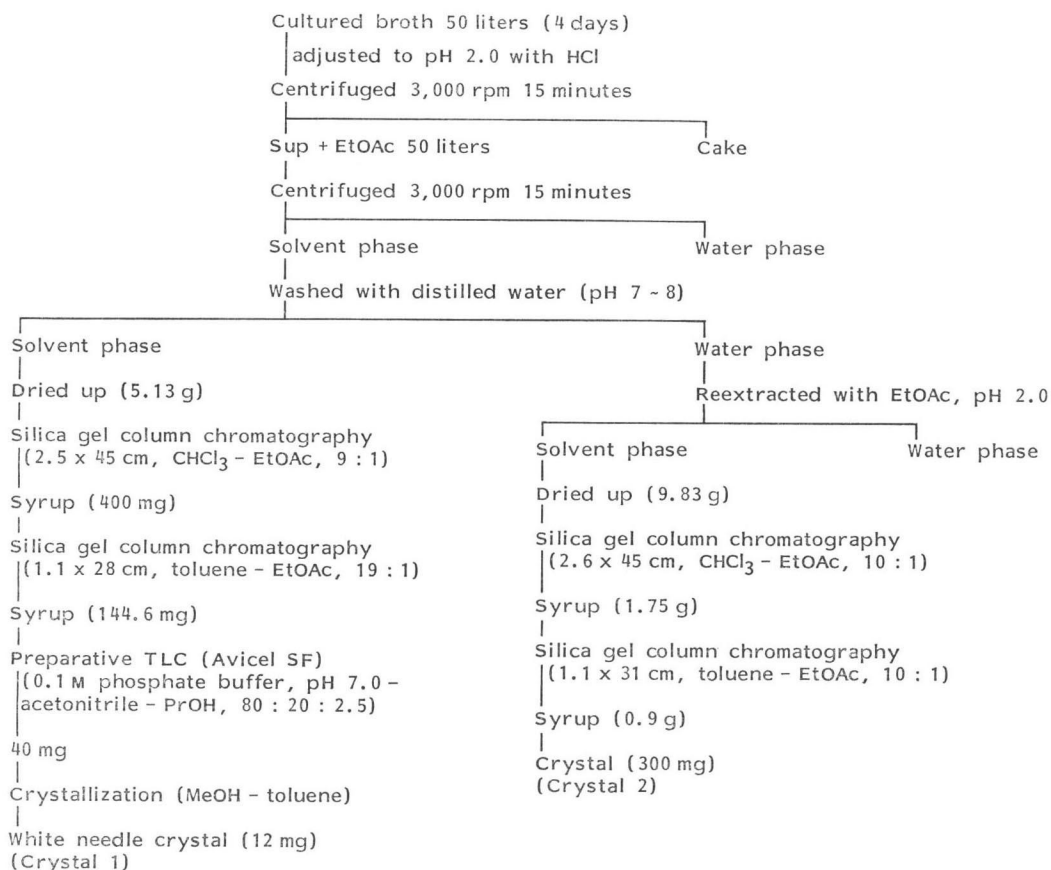 Cultured broth 50 liters (4 days)
adjusted to pH 2.0 with HCl
Centrifuged 3,000 rpm 15 minutes
Sup + EtOAc 50 liters
Cake
Centrifuged 3,000 rpm 15 minutes
Solvent phase
Water phase
Washed with distilled water (pH 7 ~ 8)
Solvent phase
Dried up (5.13 g)
Silica gel column chromatography
(2.5 x 45 cm, CHCl₃ – EtOAc, 9 : 1)
Syrup (400 mg)
Silica gel column chromatography
(1.1 x 28 cm, toluene – EtOAc, 19 : 1)
Syrup (144.6 mg)
Preparative TLC (Avicel SF)
(0.1 M phosphate buffer, pH 7.0 –
acetonitrile – PrOH, 80 : 20 : 2.5)
40 mg
Crystallization (MeOH – toluene)
White needle crystal (12 mg)
(Crystal 1)
Water phase
Reextracted with EtOAc, pH 2.0
Solvent phase
Water phase
Dried up (9.83 g)
Silica gel column chromatography
(2.6 x 45 cm, CHCl₃ – EtOAc, 10 : 1)
Syrup (1.75 g)
Silica gel column chromatography
(1.1 x 31 cm, toluene – EtOAc, 10 : 1)
Syrup (0.9 g)
Crystal (300 mg)
(Crystal 2)